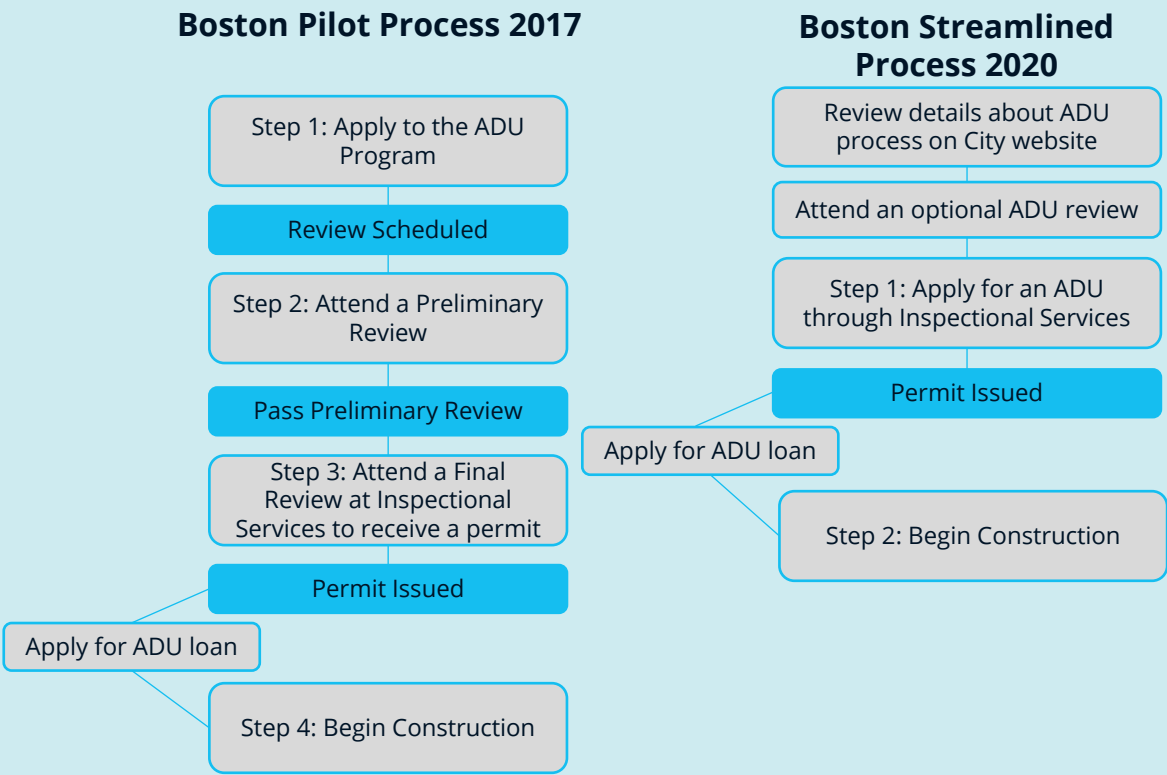 Boston Pilot Process 2017
Step 1: Apply to the ADU
Program
Review Scheduled
Step 2: Attend a Preliminary
Review
Pass Preliminary Review
Step 3: Attend a Final
Review at Inspectional
Services to receive a permit
Permit Issued
Apply for ADU loan
Step 4: Begin Construction
Boston Streamlined
Process 2020
Review details about ADU
process on City website
Attend an optional ADU review
Step 1: Apply for an ADU
through Inspectional Services
Permit Issued
Apply for ADU loan
Step 2: Begin Construction